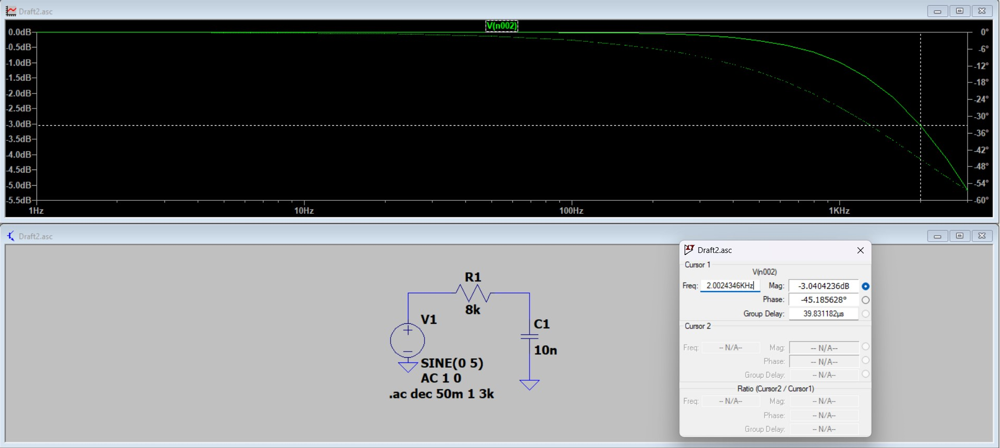 Draft2.asc
V(n002)
0.0dB
-0.5dB
-1.0dB
-1.5dB
-2.0dB
-2.5dB
-3.0dB
-3.5dB
-4.0dB
-4.5dB
-5.0dB
-5.5dB
0°
-6°
-12°
-18°
-24°
-30°
-36°
-42°
-48°
-54°
-60°
1Hz 10Hz 100Hz 1KHz
Draft2.asc
R1
8k
V1
C1
10n
SINE(0 5)
AC 1 0
.ac dec 50m 1 3k
Draft2.asc
Cursor 1
V(n002)
Freq: 2.0024346KHz Mag: -3.0404236dB
Phase: -45.185628°
Group Delay: 39.831182µs
Cursor 2
Freq: -- N/A-- Mag: -- N/A--
Phase: -- N/A--
Group Delay: -- N/A--
Ratio (Cursor2 / Cursor1)
Freq: -- N/A-- Mag: -- N/A--
Phase: -- N/A--
Group Delay: -- N/A--